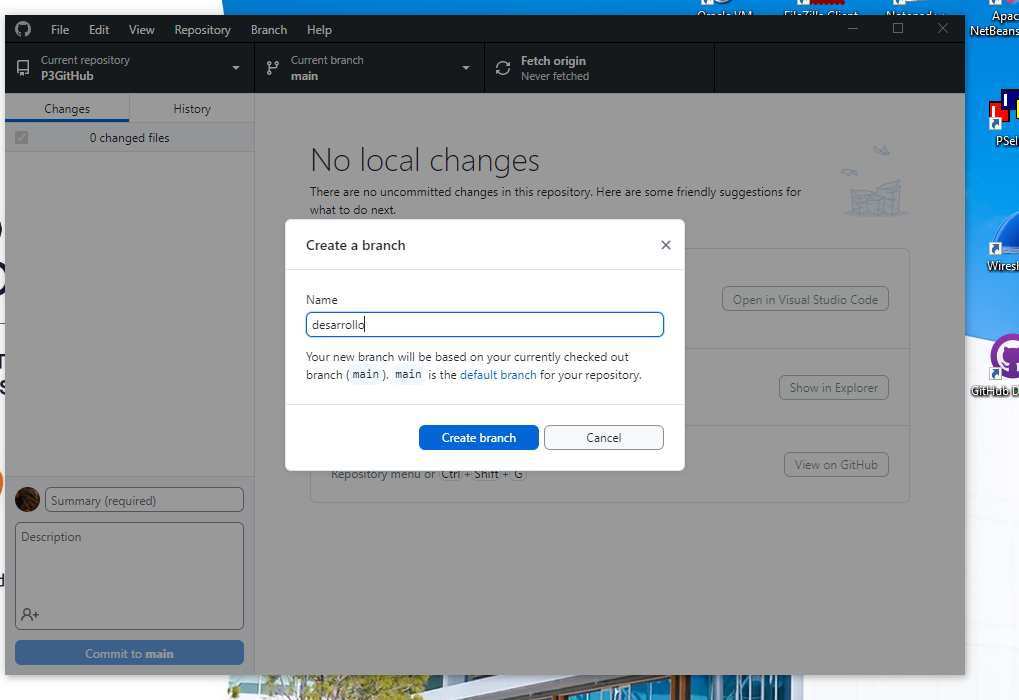 File Edit View Repository Branch Help
Current repository
P3GitHub
Current branch
main
Fetch origin
Never fetched
Changes
History
0 changed files
No local changes
There are no uncommitted changes in this repository. Here are some friendly suggestions for
what to do next.
Open in Visual Studio Code
Show in Explorer
View on GitHub
Repository menu or Ctrl + Shift + G
Create a branch
Name
desarrollo
Your new branch will be based on your currently checked out
branch ( main ). main is the default branch for your repository.
Create branch
Cancel
Summary (required)
Description
Commit to main
Oracle VM
FileZilla Client
Apac
NetBeans
PSeI
Wiresh
GitHub D